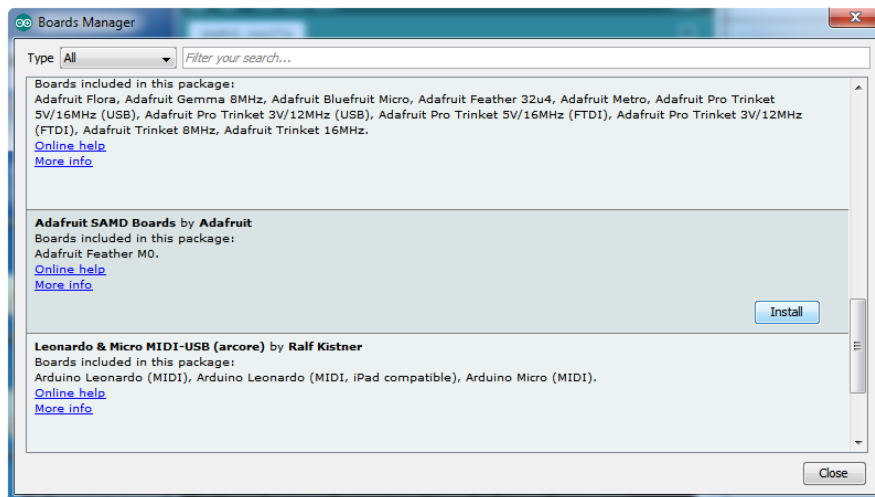 Boards Manager
Type All Filter your search...
Boards included in this package:
Adafruit Flora, Adafruit Gemma 8MHz, Adafruit Bluefruit Micro, Adafruit Feather 32u4, Adafruit Metro, Adafruit Pro Trinket
5V/16MHz (USB), Adafruit Pro Trinket 3V/12MHz (USB), Adafruit Pro Trinket 5V/16MHz (FTDI), Adafruit Pro Trinket 3V/12MHz
(FTDI), Adafruit Trinket 8MHz, Adafruit Trinket 16MHz.
Online help
More info
Adafruit SAMD Boards by Adafruit
Boards included in this package:
Adafruit Feather M0.
Online help
More info
Install
Leonardo & Micro MIDI-USB (arcore) by Ralf Kistner
Boards included in this package:
Arduino Leonardo (MIDI), Arduino Leonardo (MIDI, iPad compatible), Arduino Micro (MIDI).
Online help
More info
Close